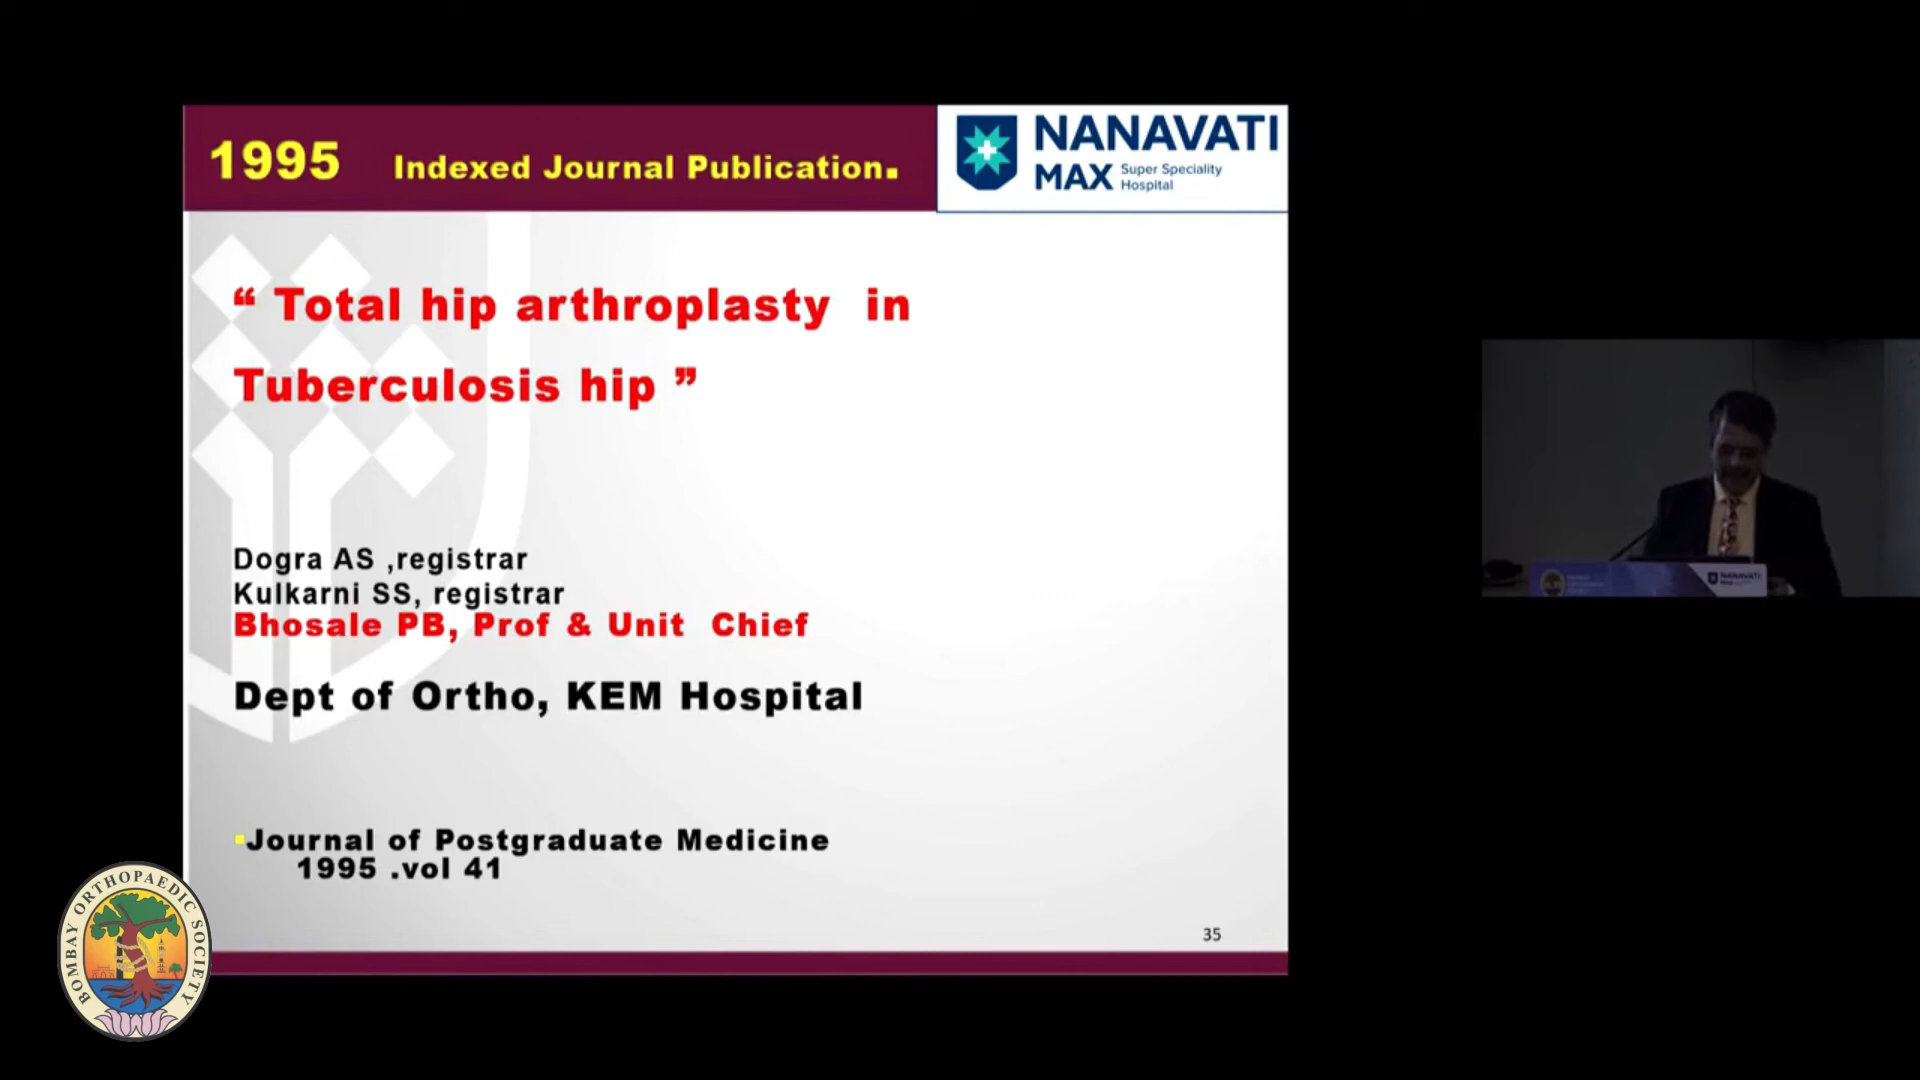 1995 Indexed Journal Publication.
NANAVATI
MAX Super Speciality
Hospital
“ Total hip arthroplasty in
Tuberculosis hip ”
Dogra AS ,registrar
Kulkarni SS, registrar
Bhosale PB, Prof & Unit Chief
Dept of Ortho, KEM Hospital
Journal of Postgraduate Medicine
1995 .vol 41
35
BOMBAY ORTHOPAEDIC SOCIETY
NANAVATI